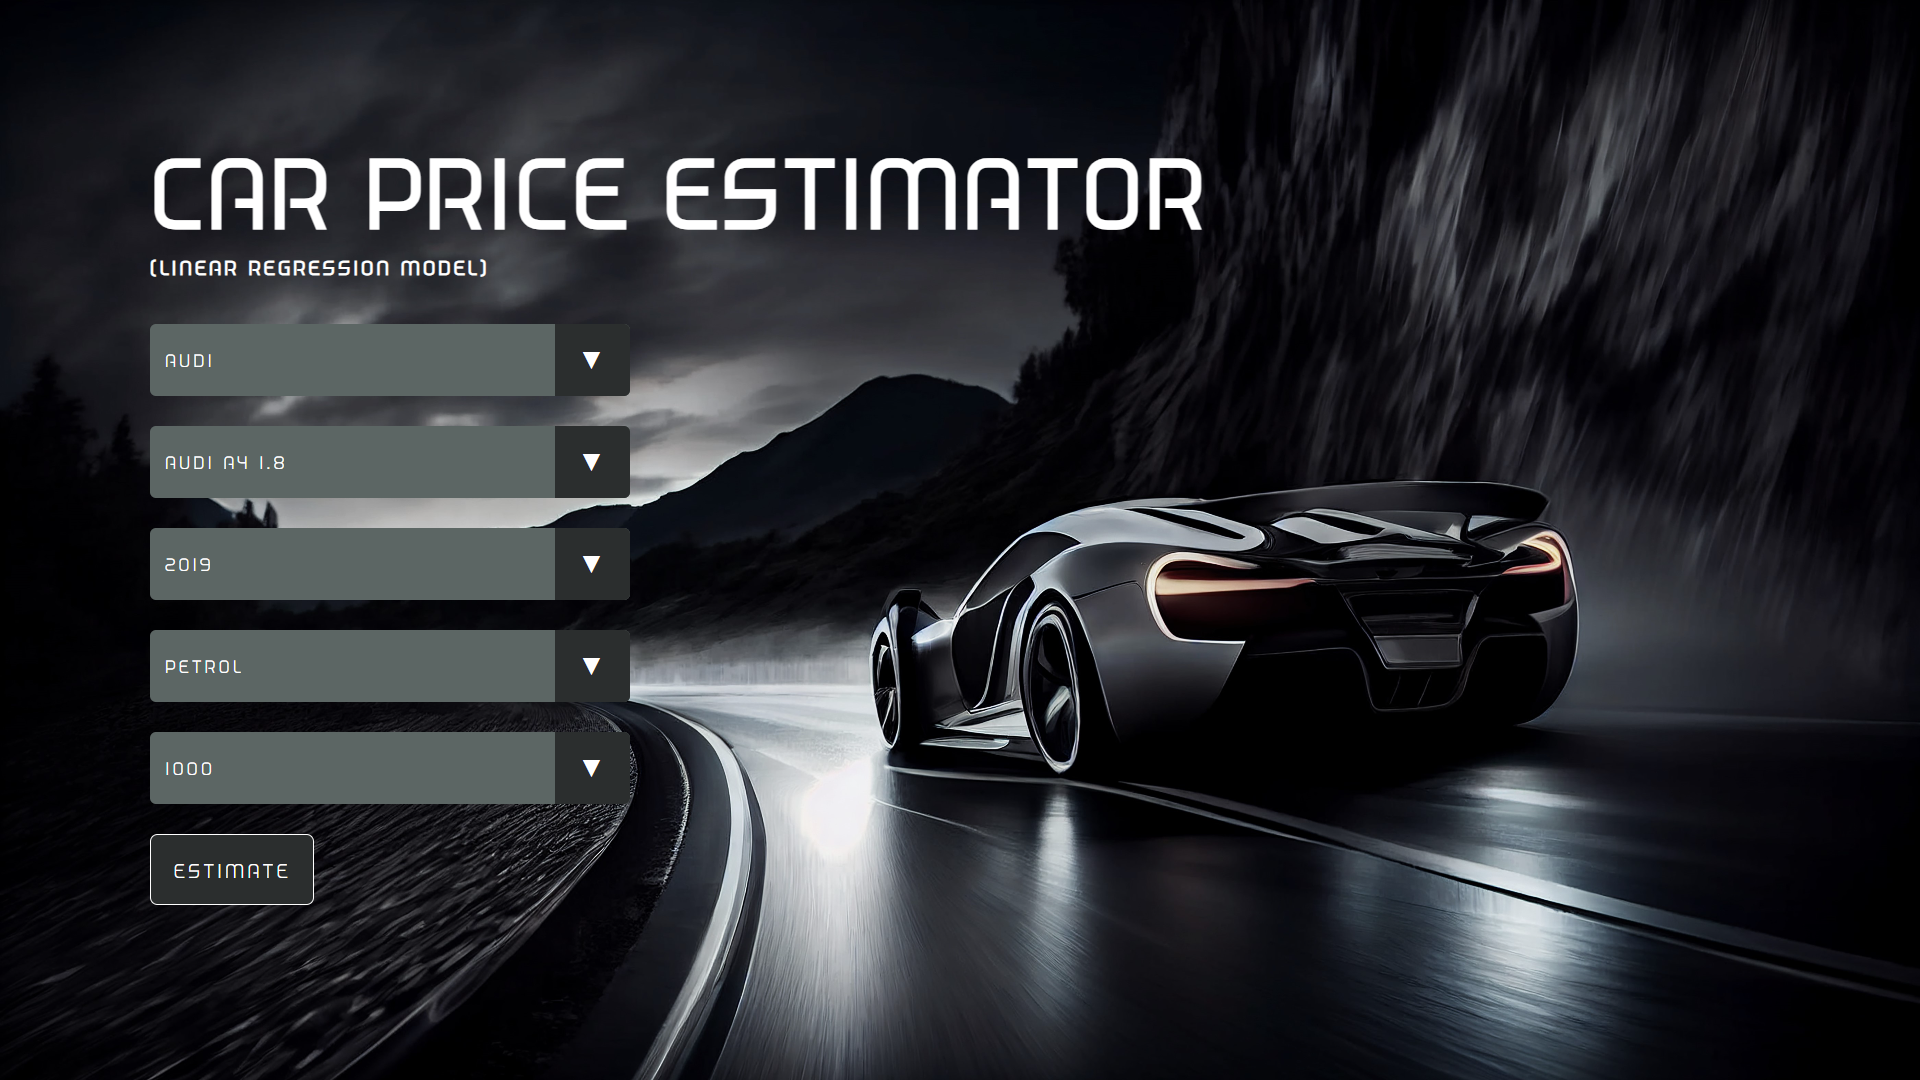 CAR PRICE ESTIMATOR
(LINEAR REGRESSION MODEL)
AUDI
▼
AUDI A4 1.8
▼
2019
▼
PETROL
▼
1000
▼
ESTIMATE